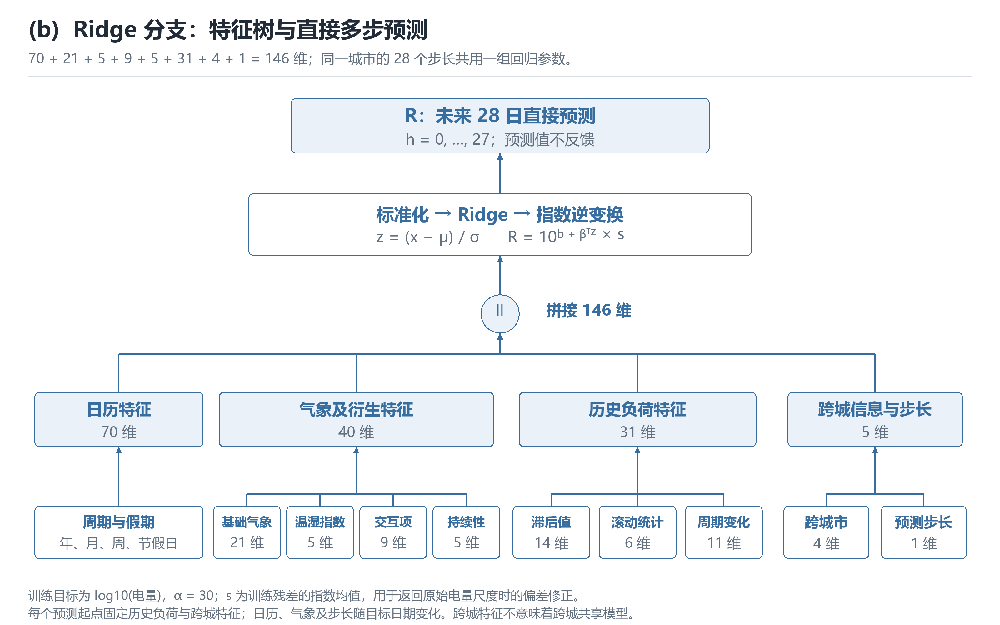 (b) Ridge 分支：特征树与直接多步预测
70 + 21 + 5 + 9 + 5 + 31 + 4 + 1 = 146 维；同一城市的 28 个步长共用一组回归参数。
R：未来 28 日直接预测
h = 0, ..., 27；预测值不反馈
标准化 → Ridge → 指数逆变换
z = (x − μ) / σ R = 10^{b + βᵀz} × s
||
拼接 146 维
日历特征
70 维
气象及衍生特征
40 维
历史负荷特征
31 维
跨城信息与步长
5 维
周期与假期
年、月、周、节假日
基础气象
21 维
温湿指数
5 维
交互项
9 维
持续性
5 维
滞后值
14 维
滚动统计
6 维
周期变化
11 维
跨城市
4 维
预测步长
1 维
训练目标为 log10(电量)，α = 30；s 为训练残差的指数均值，用于返回原始电量尺度时的偏差修正。
每个预测起点固定历史负荷与跨城特征；日历、气象及步长随目标日期变化。跨城特征不意味着跨城共享模型。